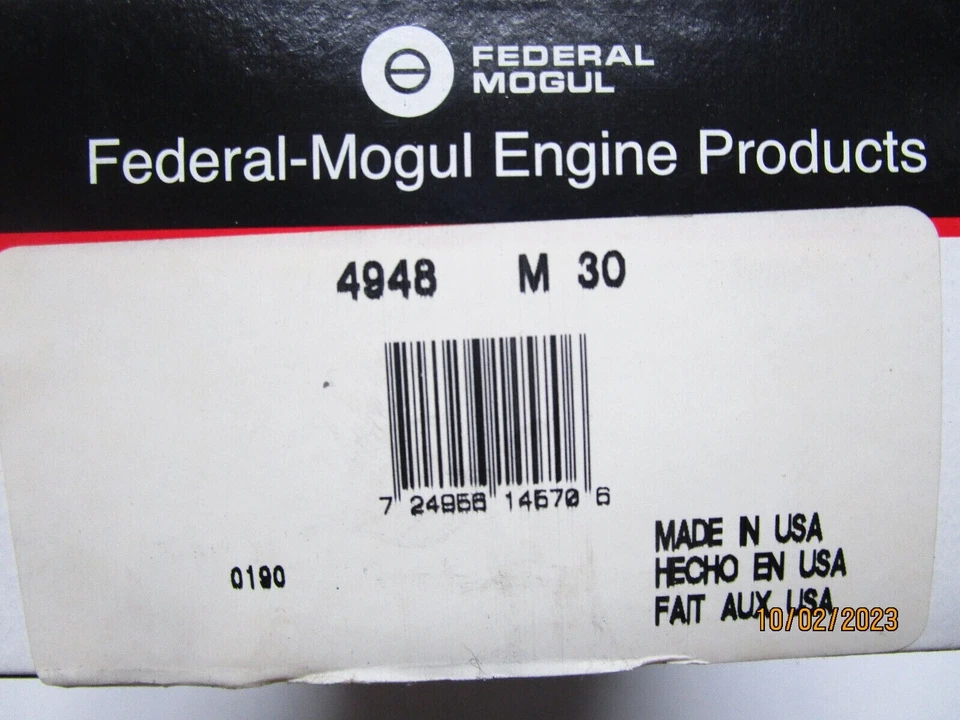 FEDERAL
MOGUL
Federal-Mogul Engine Products
4948 M 30
7 24956 14570 6
0190
MADE IN USA
HECHO EN USA
FAIT AUX USA
10/02/2023